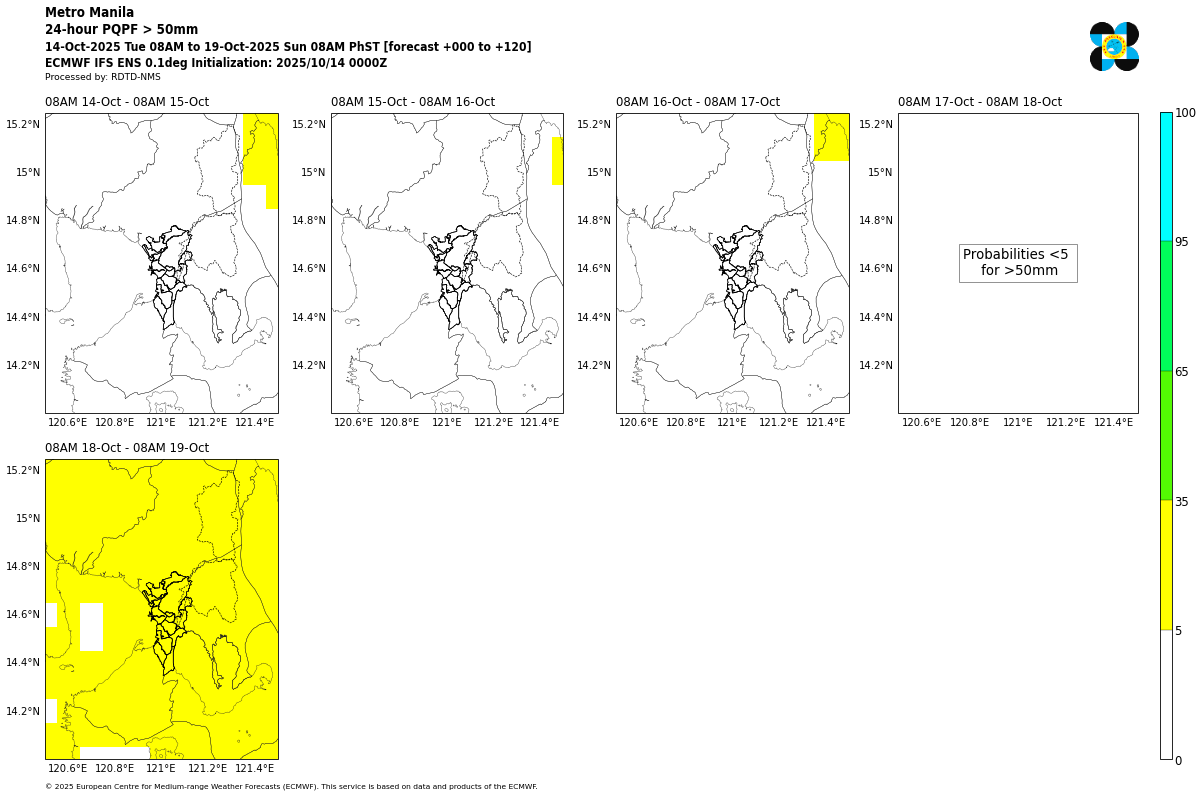 Metro Manila
24-hour PQPF > 50mm
14-Oct-2025 Tue 08AM to 19-Oct-2025 Sun 08AM PhST [forecast +000 to +120]
ECMWF IFS ENS 0.1deg Initialization: 2025/10/14 0000Z
Processed by: RDTD-NMS
08AM 14-Oct - 08AM 15-Oct
15.2°N
15°N
14.8°N
14.6°N
14.4°N
14.2°N
120.6°E 120.8°E 121°E 121.2°E 121.4°E
08AM 15-Oct - 08AM 16-Oct
15.2°N
15°N
14.8°N
14.6°N
14.4°N
14.2°N
120.6°E 120.8°E 121°E 121.2°E 121.4°E
08AM 16-Oct - 08AM 17-Oct
15.2°N
15°N
14.8°N
14.6°N
14.4°N
14.2°N
120.6°E 120.8°E 121°E 121.2°E 121.4°E
08AM 17-Oct - 08AM 18-Oct
15.2°N
15°N
14.8°N
14.6°N
14.4°N
14.2°N
Probabilities <5
for >50mm
120.6°E 120.8°E 121°E 121.2°E 121.4°E
100
95
65
35
5
0
08AM 18-Oct - 08AM 19-Oct
15.2°N
15°N
14.8°N
14.6°N
14.4°N
14.2°N
120.6°E 120.8°E 121°E 121.2°E 121.4°E
© 2025 European Centre for Medium-range Weather Forecasts (ECMWF). This service is based on data and products of the ECMWF.